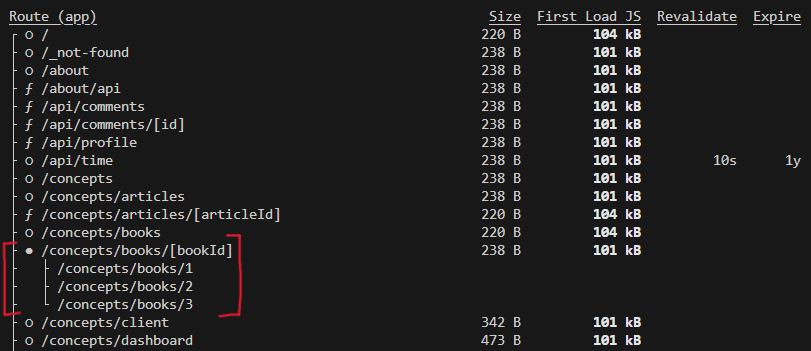 Route (app) Size First Load JS Revalidate Expire
┌ ○ / 220 B 104 kB
├ ○ /_not-found 238 B 101 kB
├ ○ /about 238 B 101 kB
├ ƒ /about/api 238 B 101 kB
├ ƒ /api/comments 238 B 101 kB
├ ƒ /api/comments/[id] 238 B 101 kB
├ ƒ /api/profile 238 B 101 kB
├ ○ /api/time 238 B 101 kB 10s 1y
├ ○ /concepts 238 B 101 kB
├ ○ /concepts/articles 238 B 101 kB
├ ƒ /concepts/articles/[articleId] 220 B 104 kB
├ ○ /concepts/books 220 B 104 kB
├ ● /concepts/books/[bookId] 238 B 101 kB
├ ├ /concepts/books/1
├ ├ /concepts/books/2
├ └ /concepts/books/3
├ ○ /concepts/client 342 B 101 kB
├ ○ /concepts/dashboard 473 B 101 kB